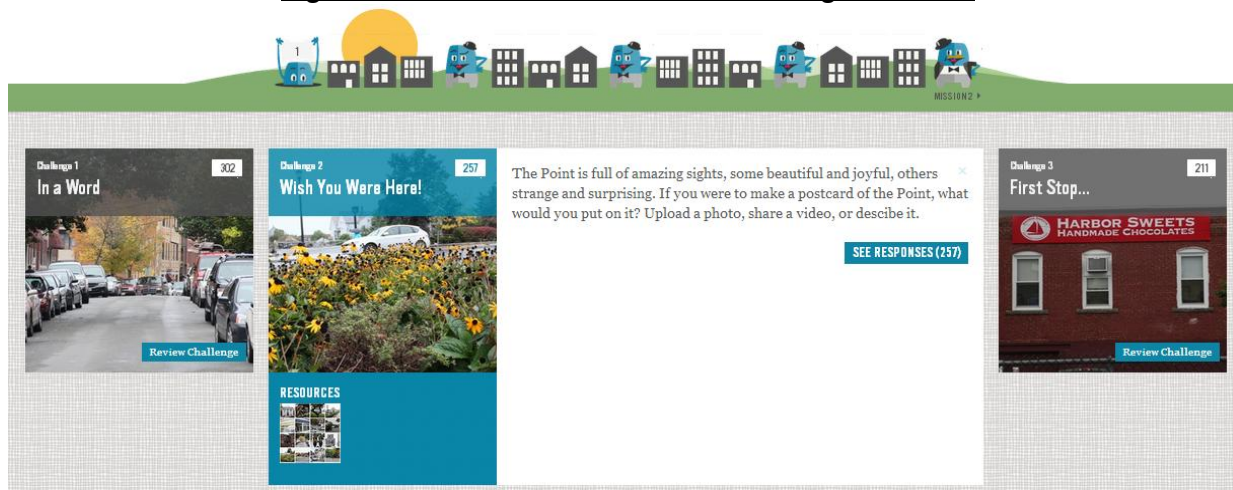 1
MISSION 2
Challenge 1
302
In a Word
Review Challenge
Challenge 2
257
Wish You Were Here!
RESOURCES
The Point is full of amazing sights, some beautiful and joyful, others
strange and surprising. If you were to make a postcard of the Point, what
would you put on it? Upload a photo, share a video, or descibe it.
SEE RESPONSES (257)
Challenge 3
211
First Stop...
HARBOR SWEETS
HANDMADE CHOCOLATES
Review Challenge